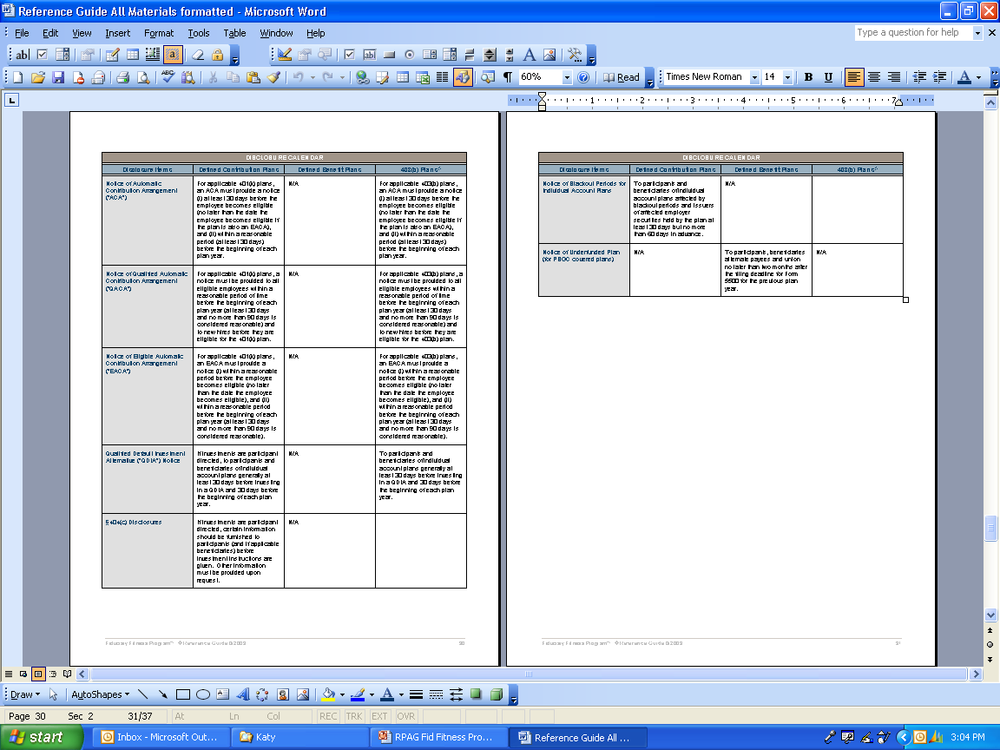 Reference Guide All Materials formatted - Microsoft Word
File Edit View Insert Format Tools Table Window Help
Type a question for help
60%
Read
Times New Roman
14
B U
1 2 3 4 5 6 7
DISCLOSURE CALENDAR
Disclosure Items Defined Contribution Plans Defined Benefit Plans
Notice of Automatic
Contribution Arrangement
("ACA")
For applicable 401(k) plans,
an ACA must provide a notice
(i) at least 30 days before the
employee becomes eligible
(no later than the date the
employee becomes eligible if
the plan is also an EACA),
and (ii) within a reasonable
period (at least 30 days)
before the beginning of each
plan year.
N/A
For applicable 403(b) plans,
an ACA must provide a notice
(i) at least 30 days before the
employee becomes eligible
(no later than the date the
employee becomes eligible if
the plan is also an EACA),
and (ii) within a reasonable
period (at least 30 days)
before the beginning of each
plan year.
Notice of Qualified Automatic
Contribution Arrangement
("QACA")
For applicable 401(k) plans, a
notice must be provided to all
eligible employees within a
reasonable period of time
before the beginning of each
plan year (at least 30 days
and no more than 90 days is
considered reasonable) and
to new hires before they are
eligible for the 401(k) plan.
N/A
For applicable 403(b) plans, a
notice must be provided to all
eligible employees within a
reasonable period of time
before the beginning of each
plan year (at least 30 days
and no more than 90 days is
considered reasonable) and
to new hires before they are
eligible for the 403(b) plan.
Notice of Eligible Automatic
Contribution Arrangement
("EACA")
For applicable 401(k) plans,
an EACA must provide a
notice (i) within a reasonable
period before the employee
becomes eligible (no later
than the date the employee
becomes eligible), and (ii)
within a reasonable period
before the beginning of each
plan year (at least 30 days
and no more than 90 days is
considered reasonable).
N/A
For applicable 403(b) plans,
an EACA must provide a
notice (i) within a reasonable
period before the employee
becomes eligible (no later
than the date the employee
becomes eligible), and (ii)
within a reasonable period
before the beginning of each
plan year (at least 30 days
and no more than 90 days is
considered reasonable).
Qualified Default Investment
Alternative ("QDIA") Notice
If investments are participant
directed, to participants and
beneficiaries of individual
account plans generally at
least 30 days before investing
in a QDIA and 30 days before
the beginning of each plan
year.
N/A
To participants and
beneficiaries of individual
account plans generally at
least 30 days before investing
in a QDIA and 30 days before
the beginning of each plan
year.
§ 404(c) Disclosures
If investments are participant
directed, certain information
should be furnished to
participants (and if applicable
beneficiaries) before
investment instructions are
given. Other information
must be provided upon
request.
N/A
Fiduciary Fitness Program™ © Reference Guide 30
DISCLOSURE CALENDAR
Disclosure Items Defined Contribution Plans Defined Benefit Plans
Notice of Blackout Periods for
Individual Account Plans
To participants and
beneficiaries of individual
account plans affected by
blackout periods and issuers
of affected employer
securities held by the plan at
least 30 days but no more
than 60 days in advance.
N/A
Notice of Underfunded Plan
(for PBGC covered plans)
N/A
To participants, beneficiaries
alternate payees and union
no later than two months after
the filing deadline for Form
5500 for the previous plan
year.
N/A
Fiduciary Fitness Program™ © Reference Guide 31
Draw AutoShapes
Page 30 Sec 2 31/37 At Ln Col REC TRK EXT OVR
start
Inbox - Microsoft Out...
Katy
RPAG Fid Fitness Pro...
Reference Guide All ...
3:04 PM